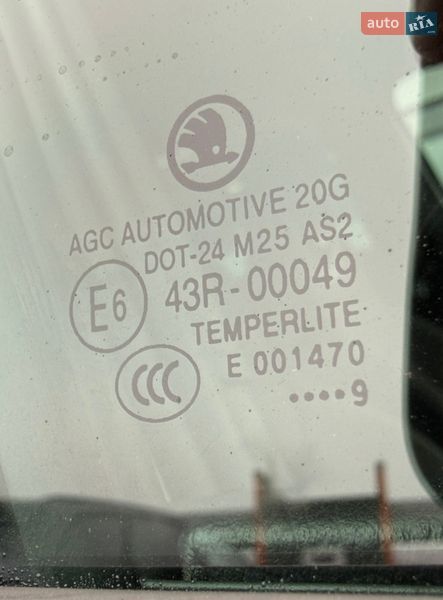 auto RIA
AGC AUTOMOTIVE 20G
DOT-24 M25 AS2
E6 43R-00049
TEMPERLITE
CCC E 001470
••••9